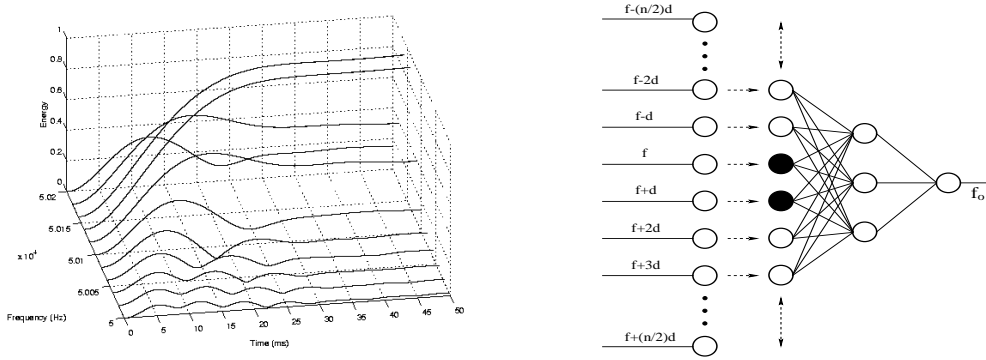 1
0.8
0.6
0.4
0.2
0
Energy
5.02
5.015
5.01
5.005
5
x 10⁴
Frequency (Hz)
0
5
10
15
20
25
30
35
40
45
50
Time (ms)
f-(n/2)d
f-2d
f-d
f
f+d
f+2d
f+3d
f+(n/2)d
fₒ